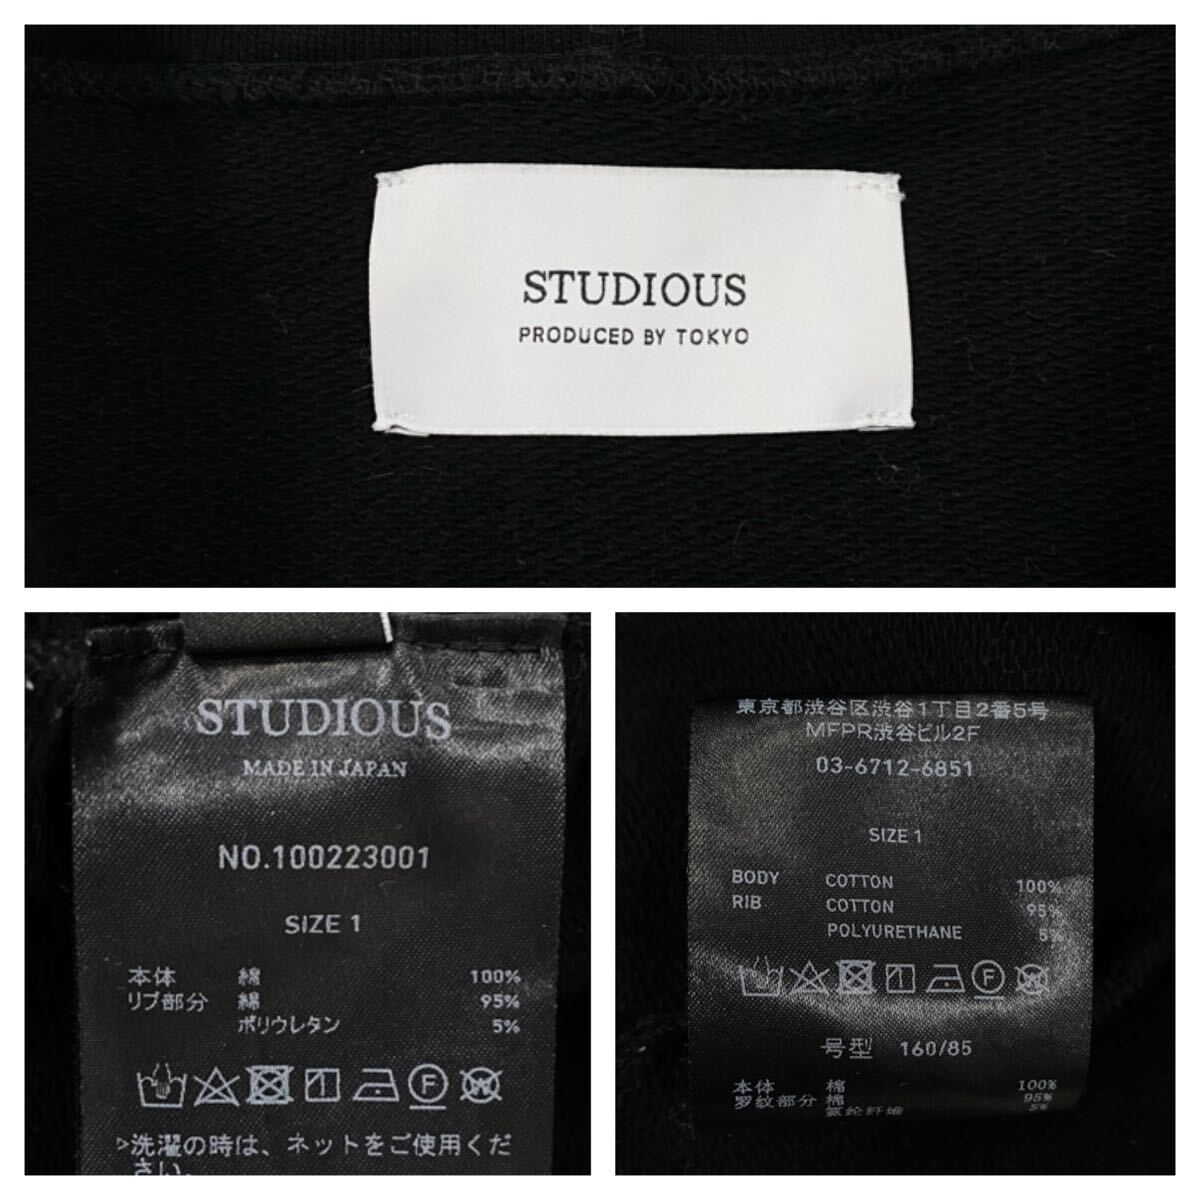 STUDIOUS
PRODUCED BY TOKYO
STUDIOUS
MADE IN JAPAN
NO.100223001
SIZE 1
本体 綿 100%
リブ部分 綿 95%
ポリウレタン 5%
F
W
▷洗濯の時は、ネットをご使用くだ
さい。
東京都渋谷区渋谷1丁目2番5号
MFPR渋谷ビル2F
03-6712-6851
SIZE 1
BODY COTTON 100%
RIB COTTON 95%
POLYURETHANE 5%
F
W
号型 160/85
本体 棉 100%
罗纹部分 棉 95%
氨纶纤维 5%